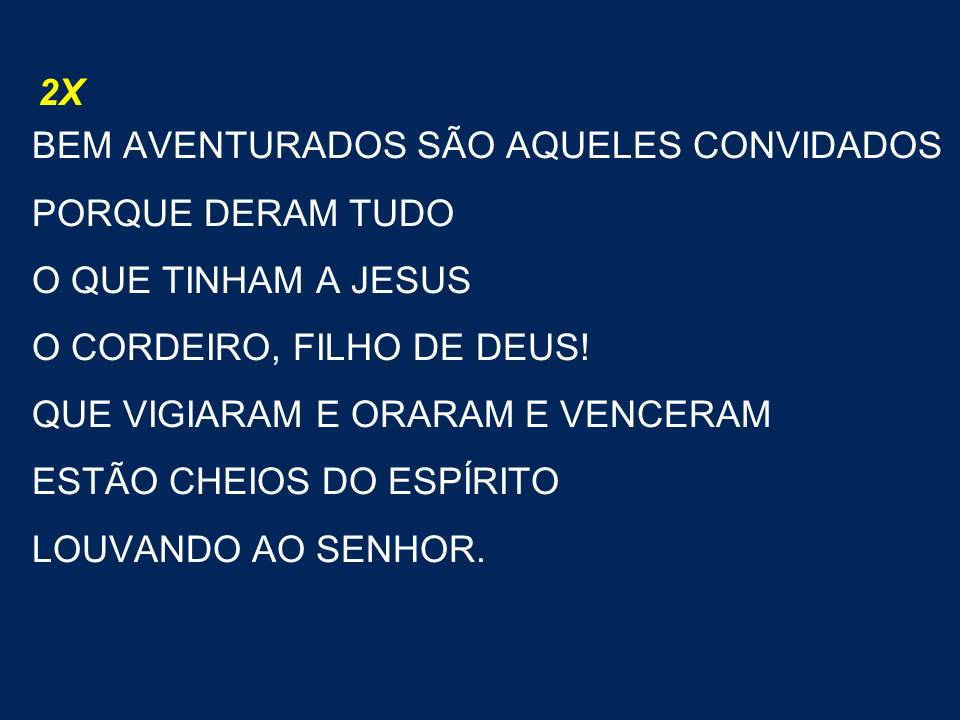 2X
BEM AVENTURADOS SÃO AQUELES CONVIDADOS
PORQUE DERAM TUDO
O QUE TINHAM A JESUS
O CORDEIRO, FILHO DE DEUS!
QUE VIGIARAM E ORARAM E VENCERAM
ESTÃO CHEIOS DO ESPÍRITO
LOUVANDO AO SENHOR.